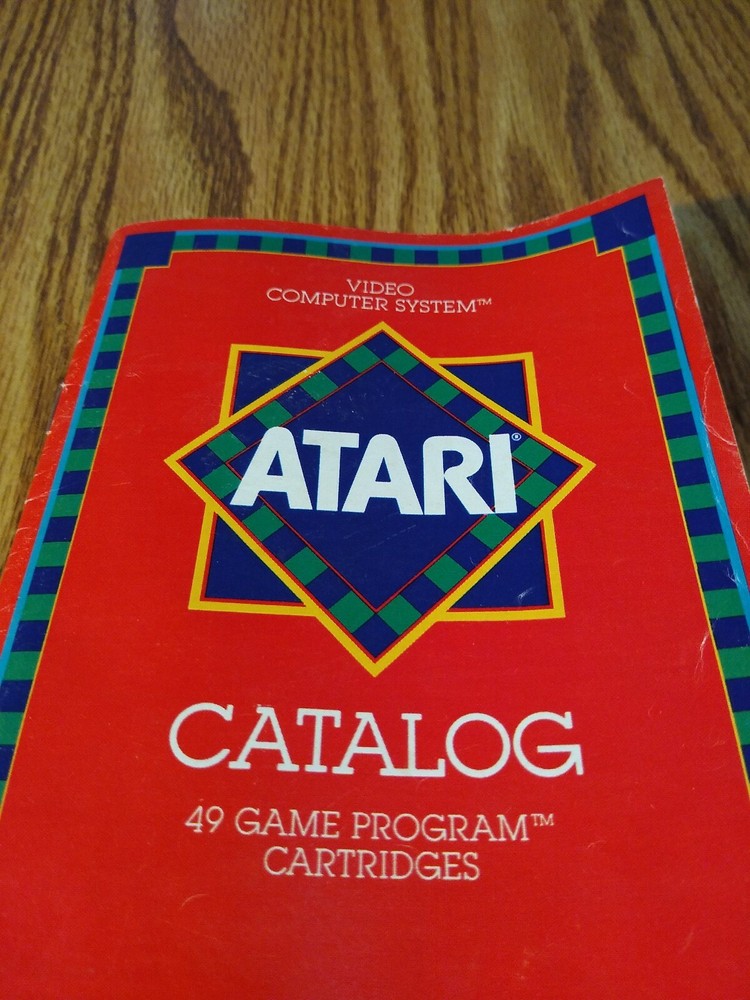 VIDEO
COMPUTER SYSTEM™
ATARI®
CATALOG
49 GAME PROGRAM™
CARTRIDGES